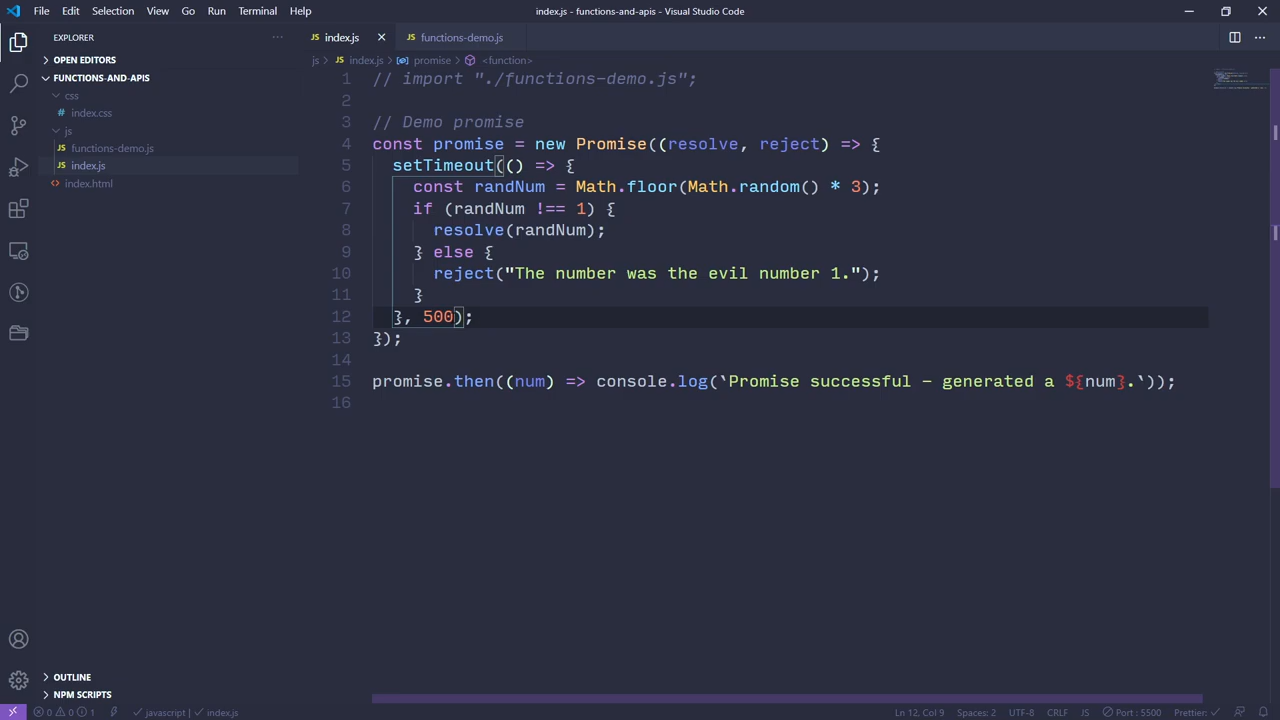 File Edit Selection View Go Run Terminal Help
index.js - functions-and-apis - Visual Studio Code
EXPLORER
OPEN EDITORS
FUNCTIONS-AND-APIS
css
# index.css
js
JS functions-demo.js
JS index.js
<> index.html
OUTLINE
NPM SCRIPTS
JS index.js
JS functions-demo.js
js > JS index.js > promise > <function>
1 // import "./functions-demo.js";
2
3 // Demo promise
4 const promise = new Promise((resolve, reject) => {
5 setTimeout(() => {
6 const randNum = Math.floor(Math.random() * 3);
7 if (randNum !== 1) {
8 resolve(randNum);
9 } else {
10 reject("The number was the evil number 1.");
11 }
12 }, 500);
13 });
14
15 promise.then((num) => console.log(`Promise successful - generated a ${num}.`));
16
0 0 1 javascript index.js Ln 12, Col 9 Spaces: 2 UTF-8 CRLF JS Port : 5500 Prettier: